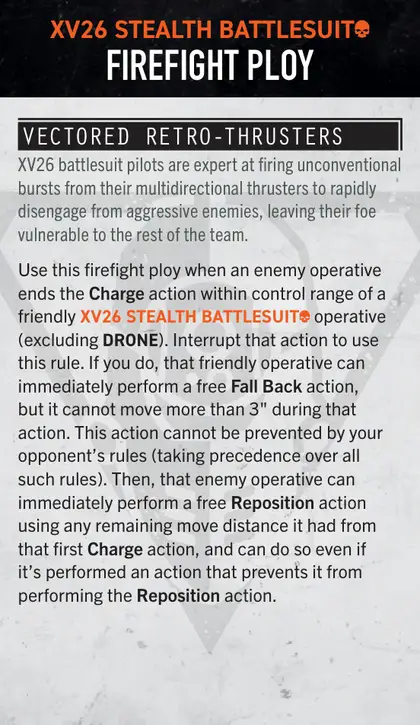 XV26 STEALTH BATTLESUIT
FIREFIGHT PLOY
VECTORED RETRO-THRUSTERS
XV26 battlesuit pilots are expert at firing unconventional
bursts from their multidirectional thrusters to rapidly
disengage from aggressive enemies, leaving their foe
vulnerable to the rest of the team.
Use this firefight ploy when an enemy operative
ends the Charge action within control range of a
friendly XV26 STEALTH BATTLESUIT operative
(excluding DRONE). Interrupt that action to use
this rule. If you do, that friendly operative can
immediately perform a free Fall Back action,
but it cannot move more than 3" during that
action. This action cannot be prevented by your
opponent’s rules (taking precedence over all
such rules). Then, that enemy operative can
immediately perform a free Reposition action
using any remaining move distance it had from
that first Charge action, and can do so even if
it’s performed an action that prevents it from
performing the Reposition action.